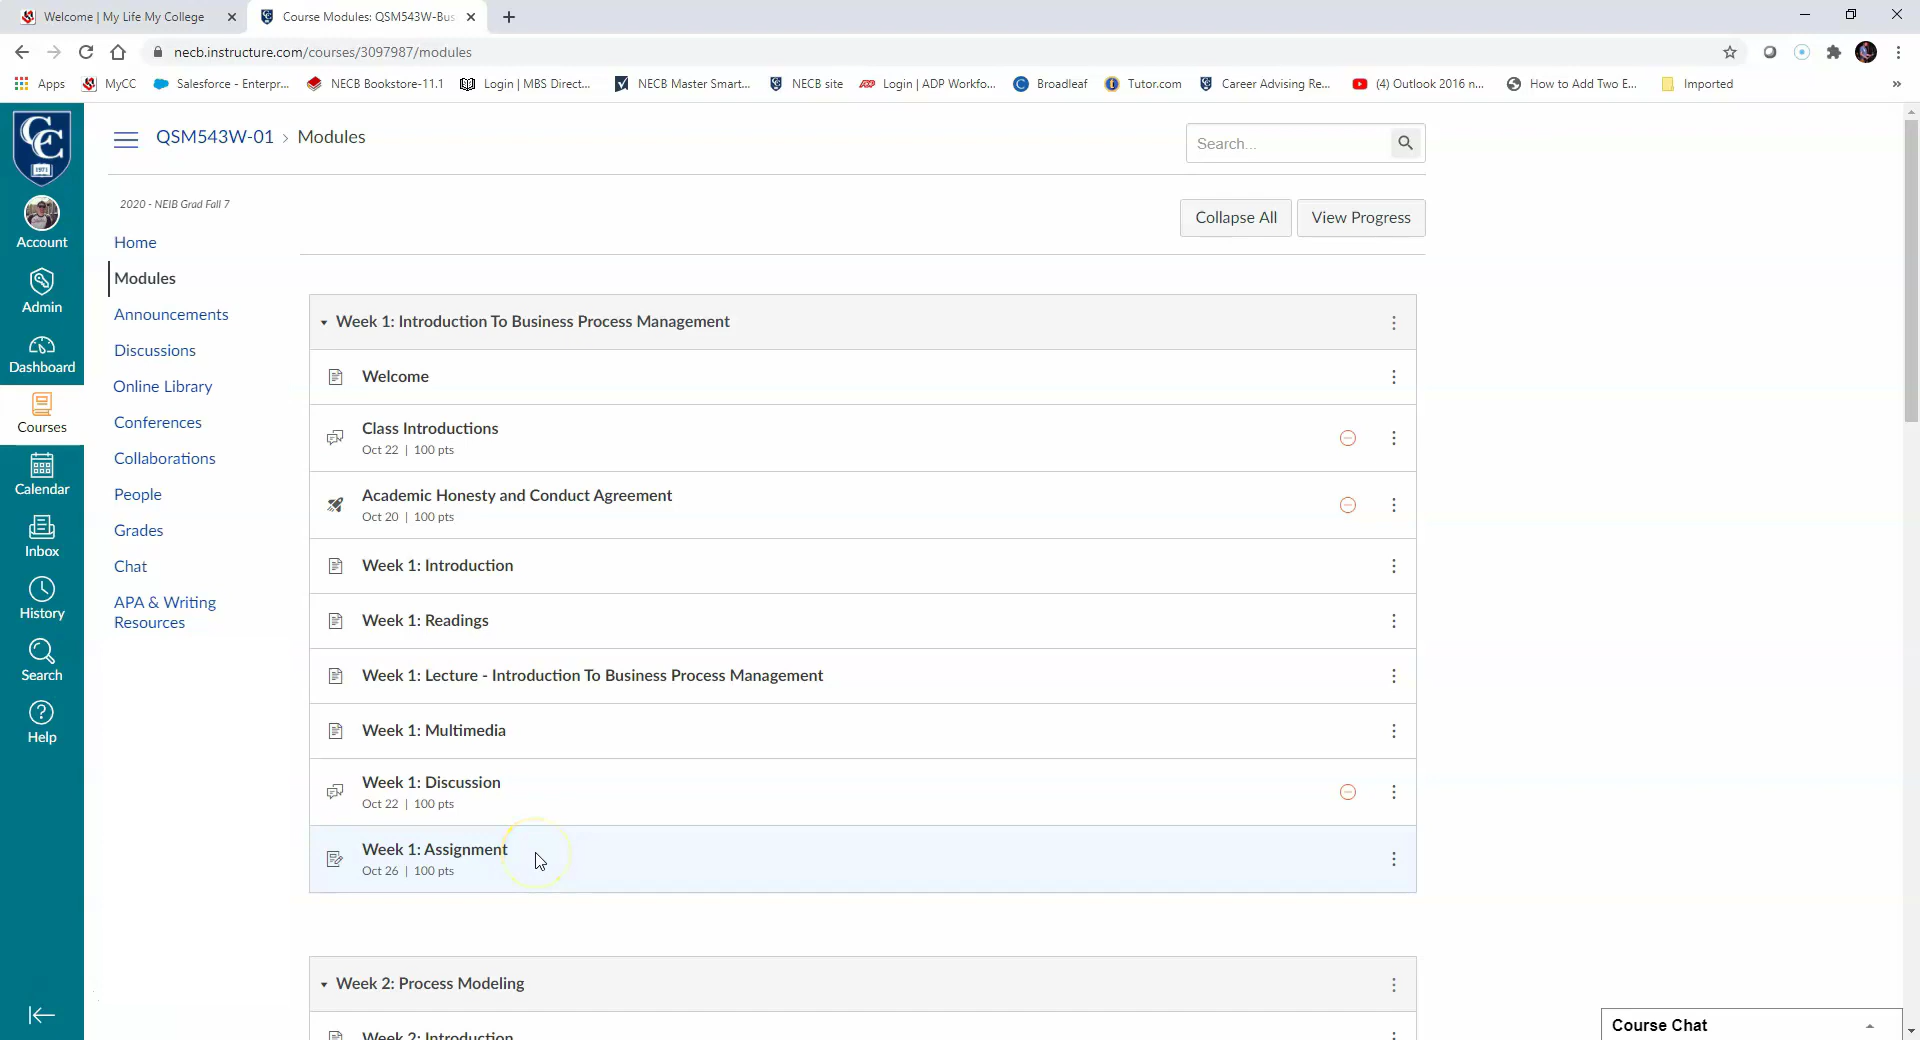 Welcome | My Life My College
Course Modules: QSM543W-Bus
necb.instructure.com/courses/3097987/modules
Apps
MyCC
Salesforce - Enterpr...
NECB Bookstore-11.1
Login | MBS Direct...
NECB Master Smart...
NECB site
Login | ADP Workfo...
Broadleaf
Tutor.com
Career Advising Re...
(4) Outlook 2016 n...
How to Add Two E...
Imported
»
CC
1971
Account
Admin
Dashboard
Courses
Calendar
Inbox
History
Search
Help
QSM543W-01 › Modules
Search...
2020 - NEIB Grad Fall 7
Home
Modules
Announcements
Discussions
Online Library
Conferences
Collaborations
People
Grades
Chat
APA & Writing
Resources
Collapse All
View Progress
Week 1: Introduction To Business Process Management
Welcome
Class Introductions
Oct 22 | 100 pts
Academic Honesty and Conduct Agreement
Oct 20 | 100 pts
Week 1: Introduction
Week 1: Readings
Week 1: Lecture - Introduction To Business Process Management
Week 1: Multimedia
Week 1: Discussion
Oct 22 | 100 pts
Week 1: Assignment
Oct 26 | 100 pts
Week 2: Process Modeling
Week 2: Introduction
Course Chat